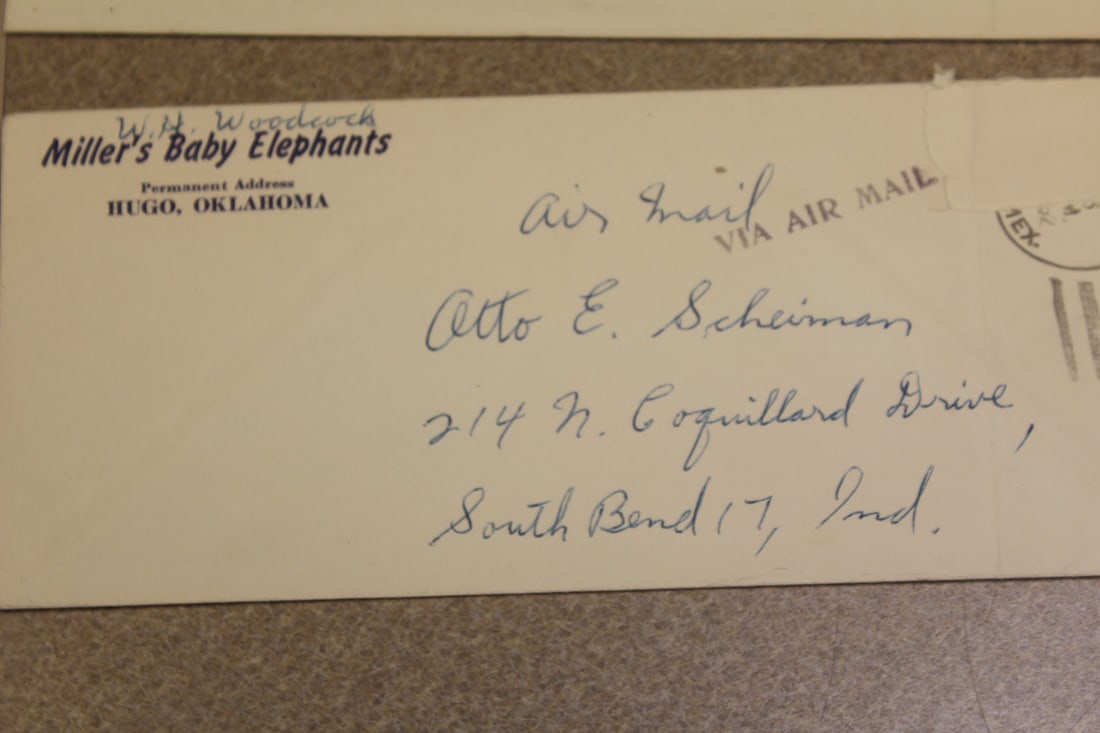 W.H. Woodcock
Miller's Baby Elephants
Permanent Address
HUGO, OKLAHOMA
Air Mail
VIA AIR MAIL
MEX.
Otto E. Scheiman
214 N. Coquillard Drive,
South Bend 17, Ind.